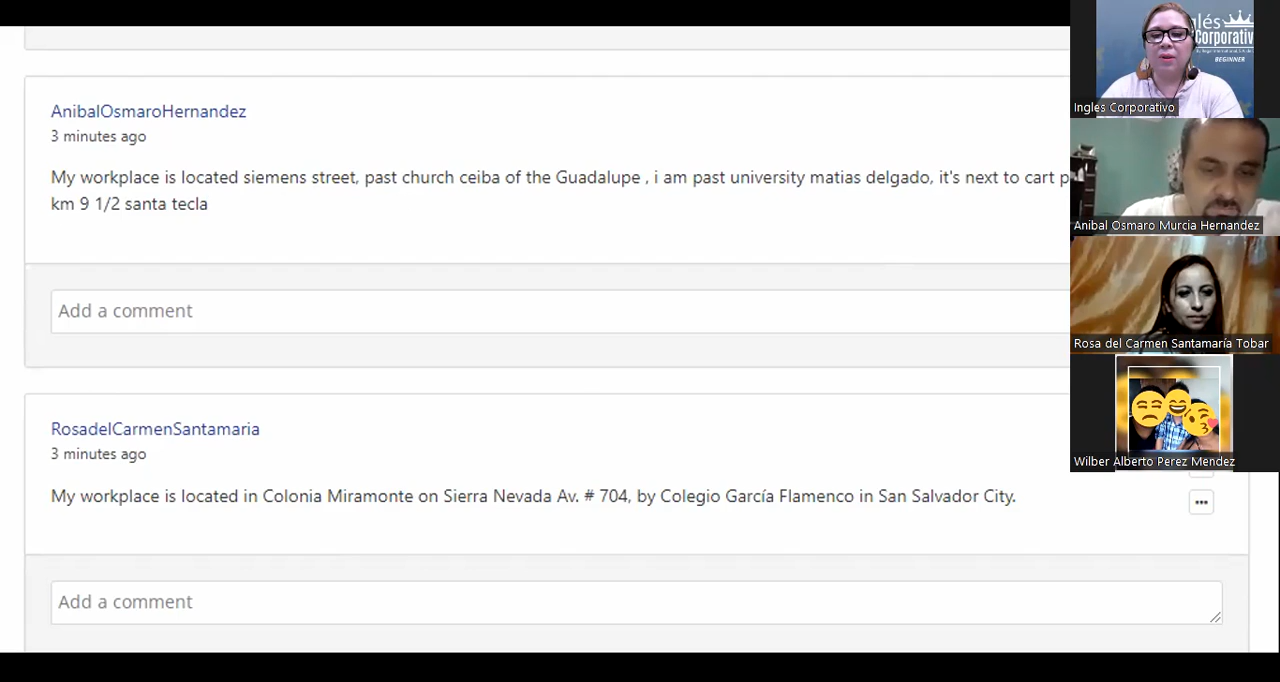 AnibalOsmaroHernandez
3 minutes ago
My workplace is located siemens street, past church ceiba of the Guadalupe , i am past university matias delgado, it's next to cart
km 9 1/2 santa tecla
Add a comment
RosadelCarmenSantamaria
3 minutes ago
My workplace is located in Colonia Miramonte on Sierra Nevada Av. # 704, by Colegio García Flamenco in San Salvador City.
Add a comment
Corporativ
BEGINNER
Ingles Corporativo
Anibal Osmaro Murcia Hernandez
Rosa del Carmen Santamaría Tobar
Wilber Alberto Perez Mendez